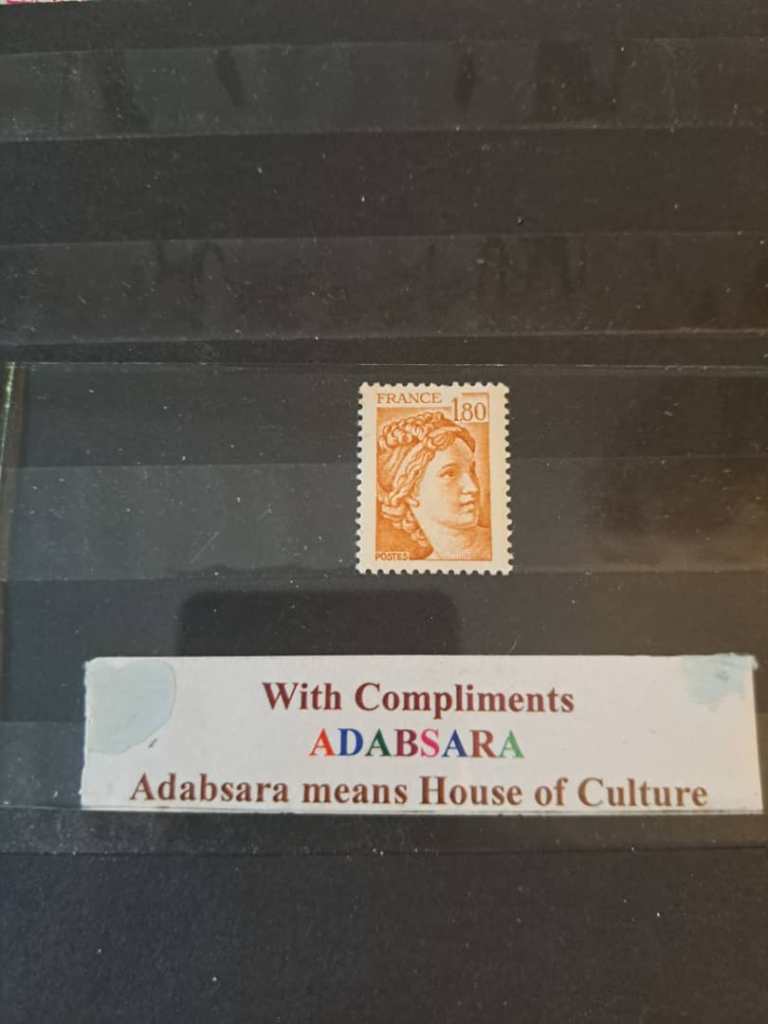 FRANCE
1.80
POSTES
With Compliments
ADABSARA
Adabsara means House of Culture